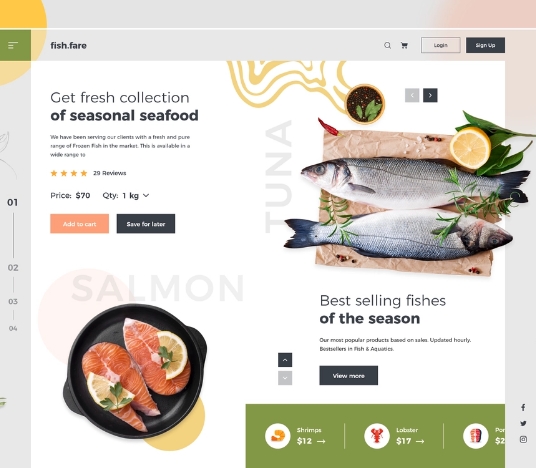 fish.fare
Login
Sign Up
Get fresh collection
of seasonal seafood
We have been serving our clients with a fresh and pure
range of Frozen Fish in the market. This is available in a
wide range to
29 Reviews
Price: $70 Qty: 1 kg
Add to cart
Save for later
TUNA
01
02
03
04
SALMON
Best selling fishes
of the season
Our most popular products based on sales. Updated hourly.
Bestsellers in Fish & Aquatics.
View more
Shrimps
$12
Lobster
$17